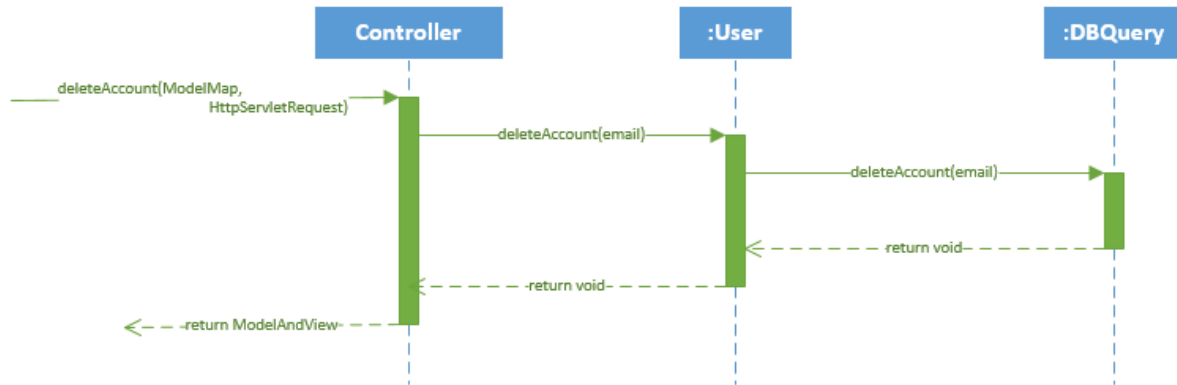 Controller
:User
:DBQuery
deleteAccount(ModelMap,
HttpServletRequest)
deleteAccount(email)
deleteAccount(email)
return void
return void
return ModelAndView